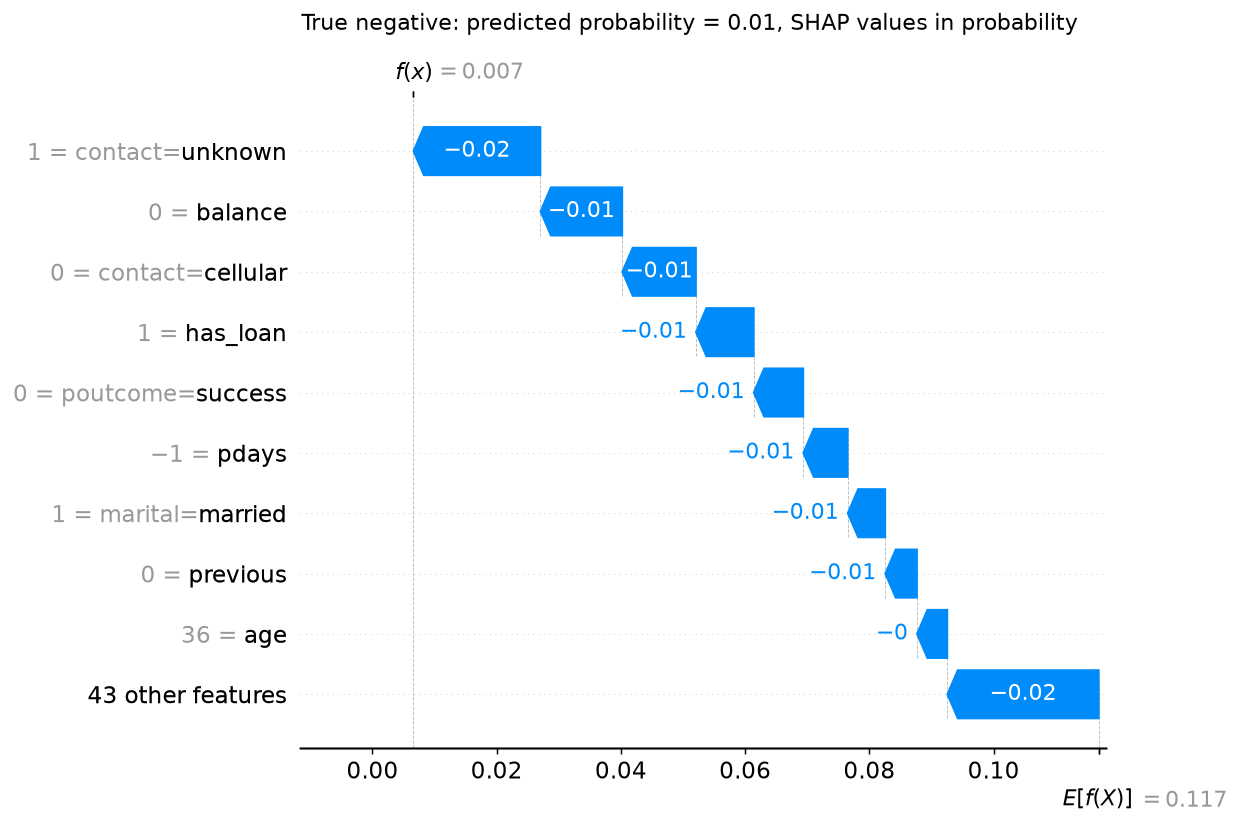 True negative: predicted probability = 0.01, SHAP values in probability
f(x) = 0.007
1 = contact=unknown −0.02
0 = balance −0.01
0 = contact=cellular −0.01
1 = has_loan −0.01
0 = poutcome=success −0.01
−1 = pdays −0.01
1 = marital=married −0.01
0 = previous −0.01
36 = age −0
43 other features −0.02
0.00 0.02 0.04 0.06 0.08 0.10
E[f(X)] = 0.117